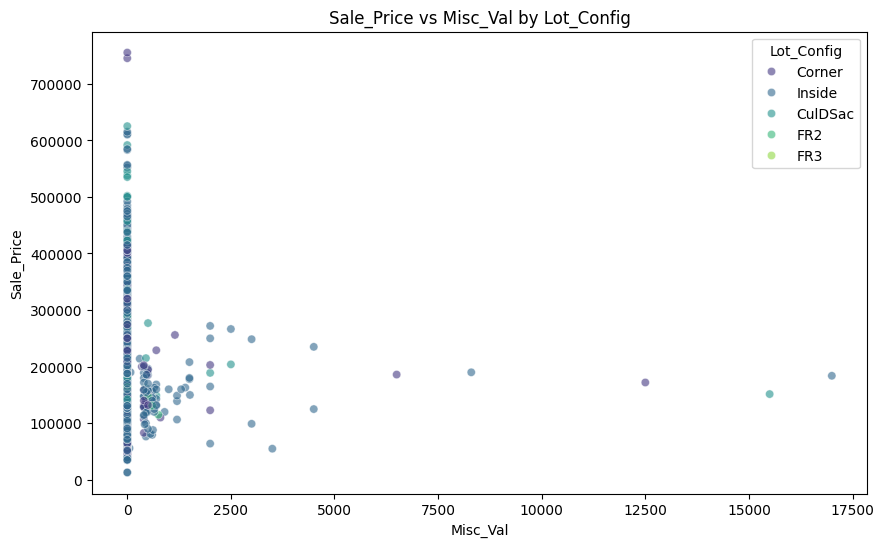 Sale_Price vs Misc_Val by Lot_Config
Lot_Config
Corner
Inside
CulDSac
FR2
FR3
700000
600000
500000
400000
300000
200000
100000
0
Sale_Price
0
2500
5000
7500
10000
12500
15000
17500
Misc_Val